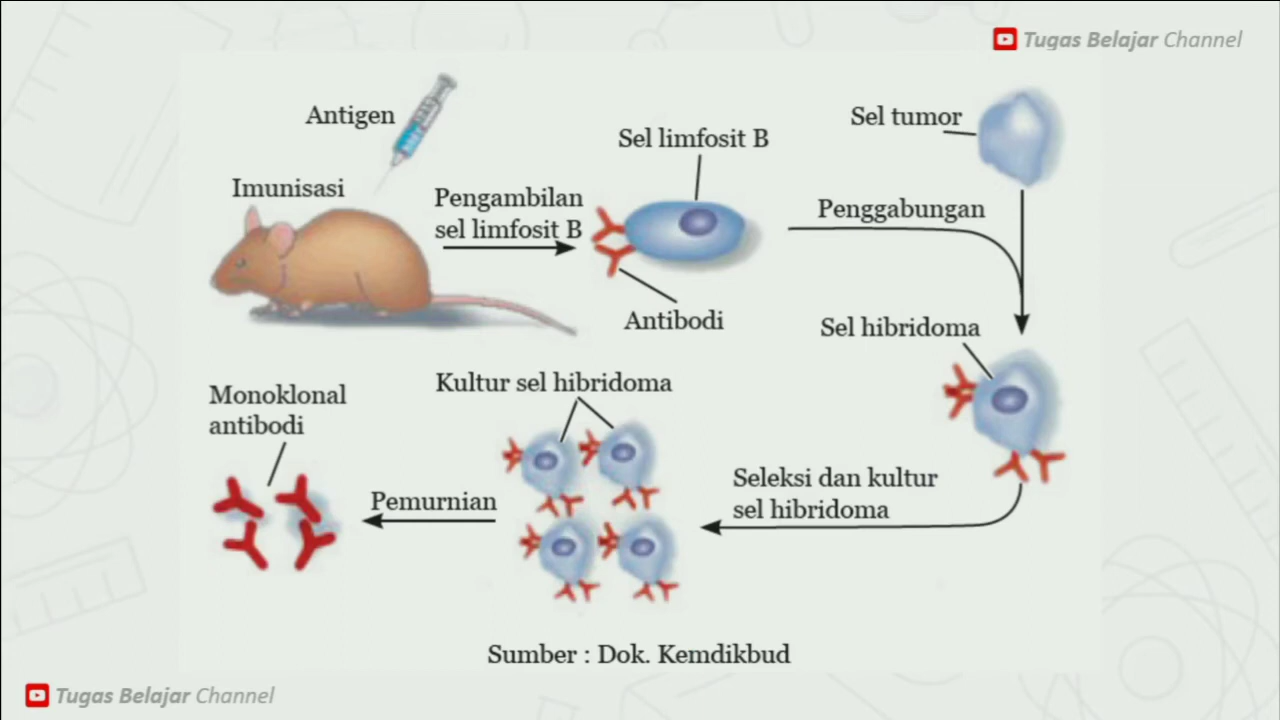 Tugas Belajar Channel
Antigen
Imunisasi
Pengambilan
sel limfosit B
Sel limfosit B
Antibodi
Sel tumor
Penggabungan
Sel hibridoma
Seleksi dan kultur
sel hibridoma
Kultur sel hibridoma
Pemurnian
Monoklonal
antibodi
Sumber : Dok. Kemdikbud
Tugas Belajar Channel